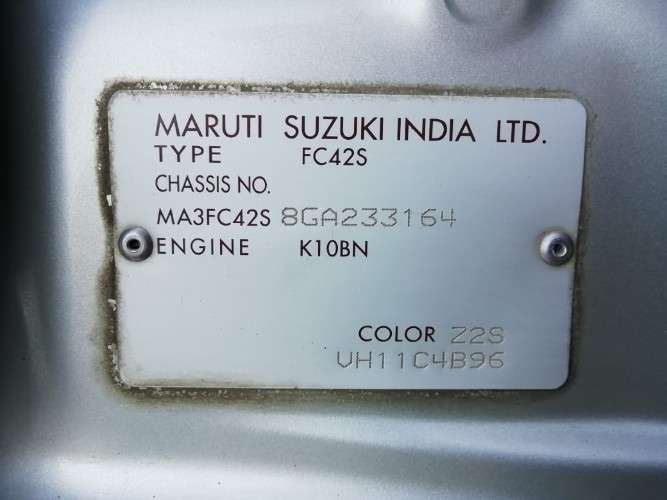 MARUTI SUZUKI INDIA LTD.
TYPE FC42S
CHASSIS NO.
MA3FC42S 8GA233164
ENGINE K10BN
COLOR Z2S
VH11C4B96